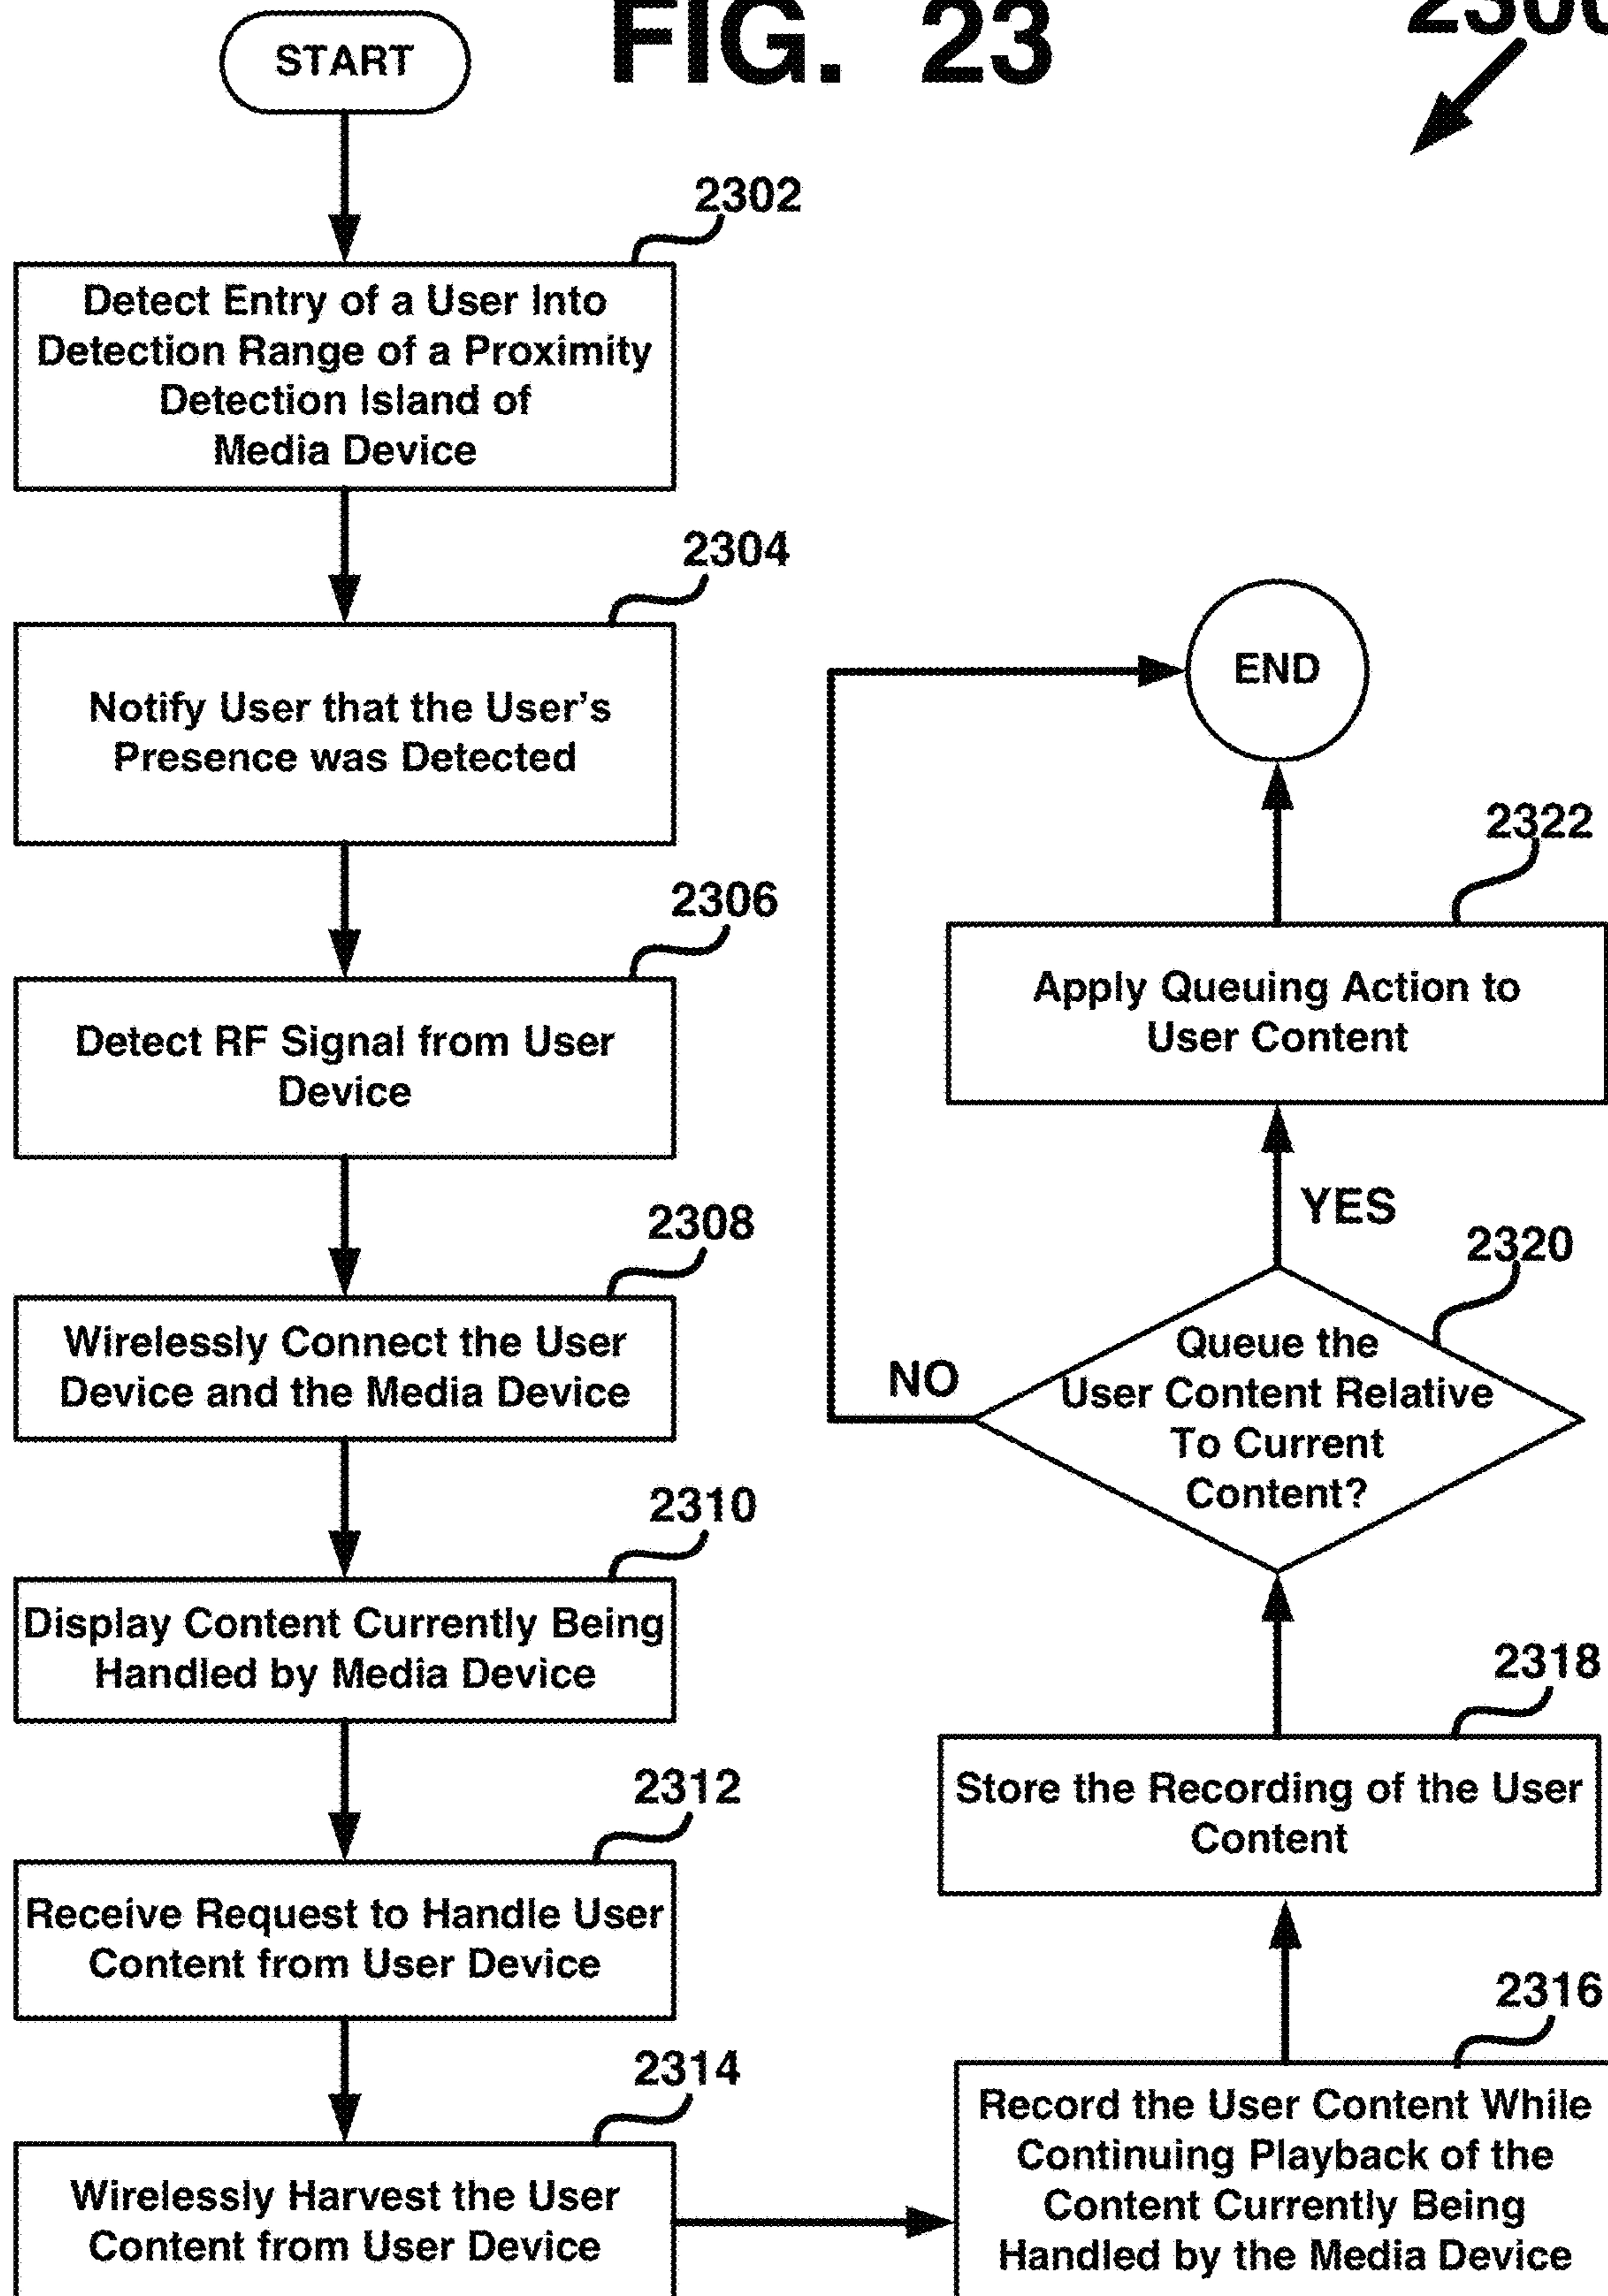 FIG. 23
2300
START
2302
Detect Entry of a User Into
Detection Range of a Proximity
Detection Island of
Media Device
2304
Notify User that the User's
Presence was Detected
2306
Detect RF Signal from User
Device
2308
Wirelessly Connect the User
Device and the Media Device
2310
Display Content Currently Being
Handled by Media Device
2312
Receive Request to Handle User
Content from User Device
2314
Wirelessly Harvest the User
Content from User Device
2316
Record the User Content While
Continuing Playback of the
Content Currently Being
Handled by the Media Device
2318
Store the Recording of the User
Content
2320
Queue the
User Content Relative
To Current
Content?
NO
YES
2322
Apply Queuing Action to
User Content
END